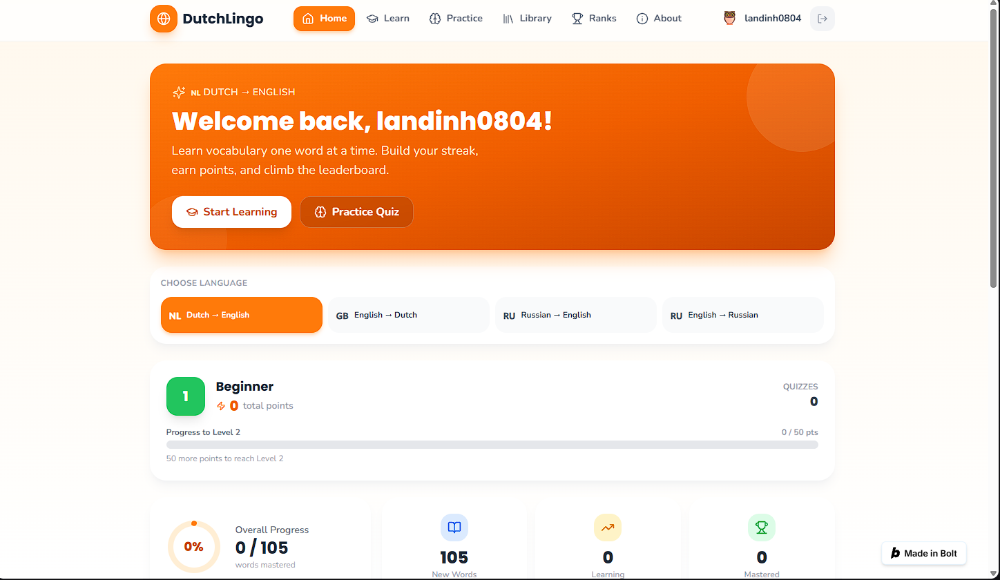 DutchLingo
Home
Learn
Practice
Library
Ranks
About
landinh0804
NL DUTCH → ENGLISH
Welcome back, landinh0804!
Learn vocabulary one word at a time. Build your streak,
earn points, and climb the leaderboard.
Start Learning
Practice Quiz
CHOOSE LANGUAGE
NL Dutch → English
GB English → Dutch
RU Russian → English
RU English → Russian
1
Beginner
0 total points
QUIZZES
0
Progress to Level 2
0 / 50 pts
50 more points to reach Level 2
0%
Overall Progress
0 / 105
words mastered
105
New Words
0
Learning
0
Mastered
b Made in Bolt